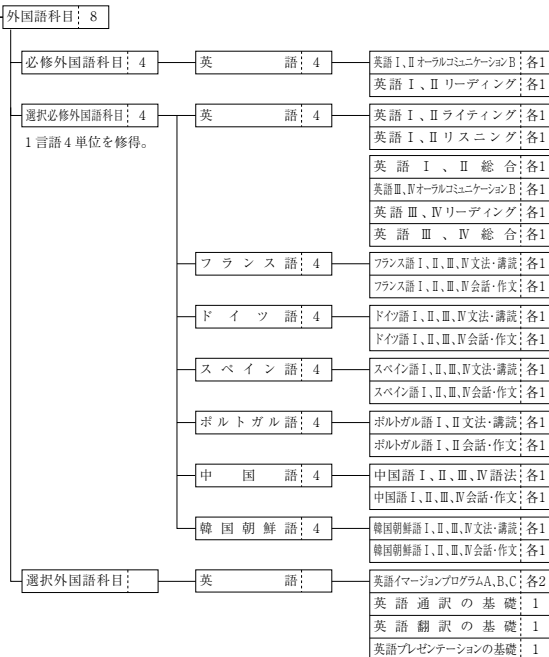 外国語科目 8
必修外国語科目 4 英語 4 英語Ⅰ、ⅡオーラルコミュニケーションB 各1
英語Ⅰ、Ⅱリーディング 各1
選択必修外国語科目 4 英語 4 英語Ⅰ、Ⅱライティング 各1
1言語4単位を修得。 英語Ⅰ、Ⅱリスニング 各1
英語Ⅰ、Ⅱ総合 各1
英語Ⅲ、ⅣオーラルコミュニケーションB 各1
英語Ⅲ、Ⅳリーディング 各1
英語Ⅲ、Ⅳ総合 各1
フランス語 4 フランス語Ⅰ、Ⅱ、Ⅲ、Ⅳ文法・講読 各1
フランス語Ⅰ、Ⅱ、Ⅲ、Ⅳ会話・作文 各1
ドイツ語 4 ドイツ語Ⅰ、Ⅱ、Ⅲ、Ⅳ文法・講読 各1
ドイツ語Ⅰ、Ⅱ、Ⅲ、Ⅳ会話・作文 各1
スペイン語 4 スペイン語Ⅰ、Ⅱ、Ⅲ、Ⅳ文法・講読 各1
スペイン語Ⅰ、Ⅱ、Ⅲ、Ⅳ会話・作文 各1
ポルトガル語 4 ポルトガル語Ⅰ、Ⅱ文法・講読 各1
ポルトガル語Ⅰ、Ⅱ会話・作文 各1
中国語 4 中国語Ⅰ、Ⅱ、Ⅲ、Ⅳ語法 各1
中国語Ⅰ、Ⅱ、Ⅲ、Ⅳ会話・作文 各1
韓国朝鮮語 4 韓国朝鮮語Ⅰ、Ⅱ、Ⅲ、Ⅳ文法・講読 各1
韓国朝鮮語Ⅰ、Ⅱ、Ⅲ、Ⅳ会話・作文 各1
選択外国語科目 英語 英語イマージョンプログラムA,B,C 各2
英語通訳の基礎 1
英語翻訳の基礎 1
英語プレゼンテーションの基礎 1